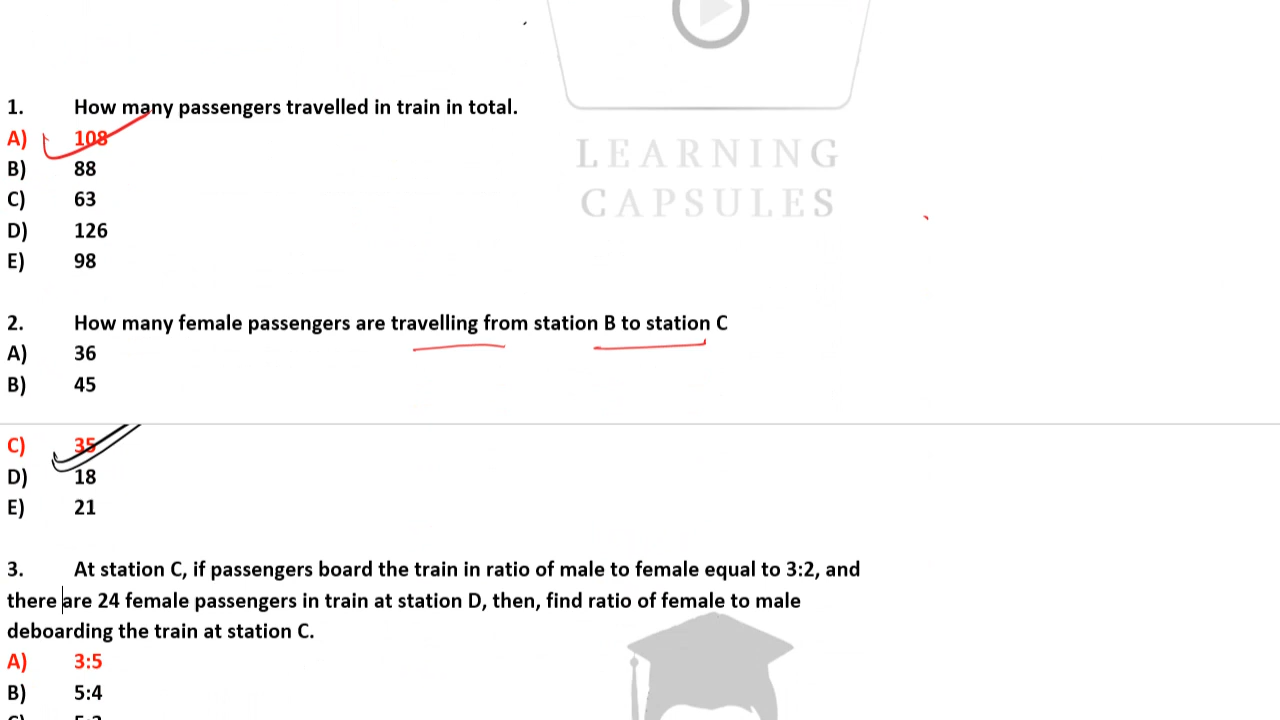 LEARNING
CAPSULES
1. How many passengers travelled in train in total.
A) 108
B) 88
C) 63
D) 126
E) 98
2. How many female passengers are travelling from station B to station C
A) 36
B) 45
C) 35
D) 18
E) 21
3. At station C, if passengers board the train in ratio of male to female equal to 3:2, and
there are 24 female passengers in train at station D, then, find ratio of female to male
deboarding the train at station C.
A) 3:5
B) 5:4